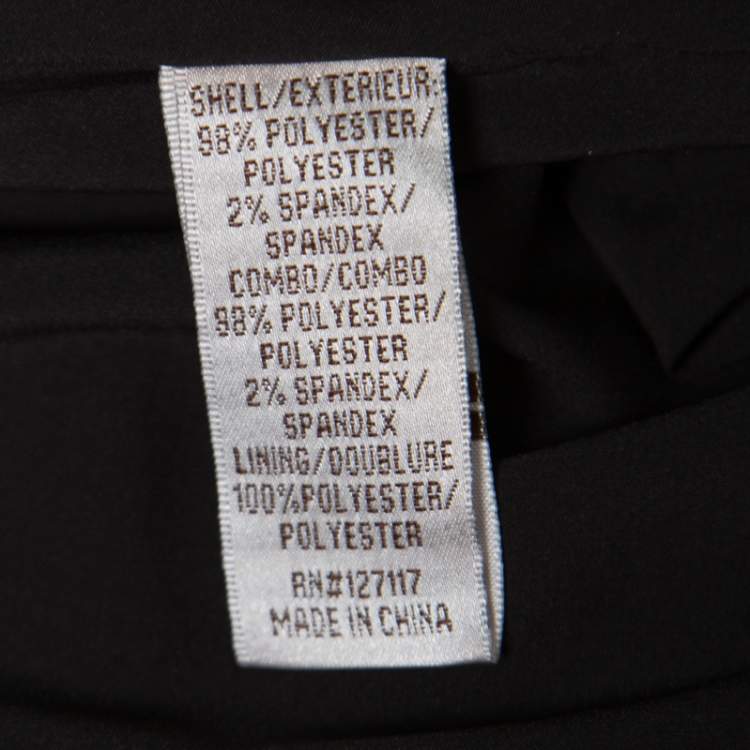 SHELL/EXTERIEUR:
98% POLYESTER/
POLYESTER
2% SPANDEX/
SPANDEX
COMBO/COMBO
98% POLYESTER/
POLYESTER
2% SPANDEX/
SPANDEX
LINING/DOUBLURE
100%POLYESTER/
POLYESTER
RN#127117
MADE IN CHINA